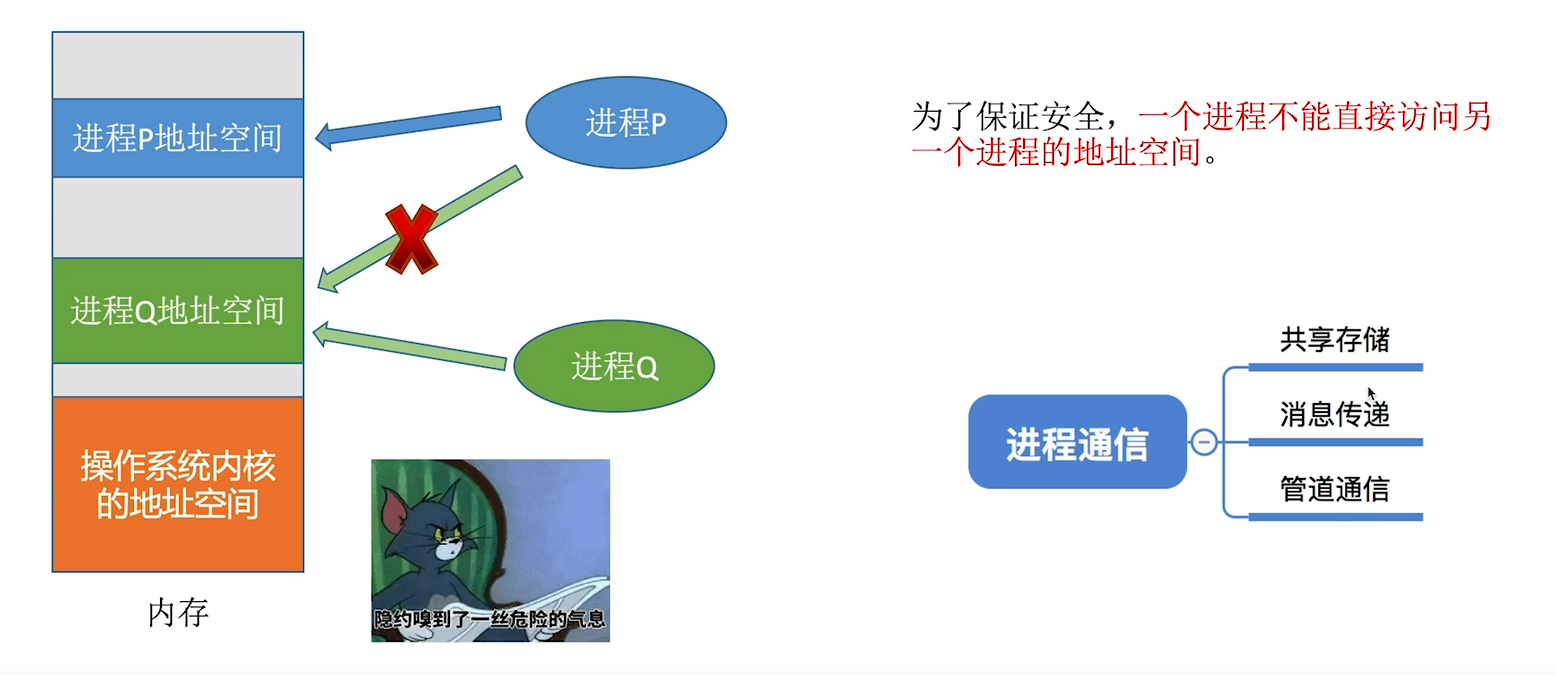 进程P地址空间
进程Q地址空间
操作系统内核
的地址空间
内存
进程P
进程Q
隐约嗅到了一丝危险的气息
为了保证安全，一个进程不能直接访问另
一个进程的地址空间。
进程通信
共享存储
消息传递
管道通信